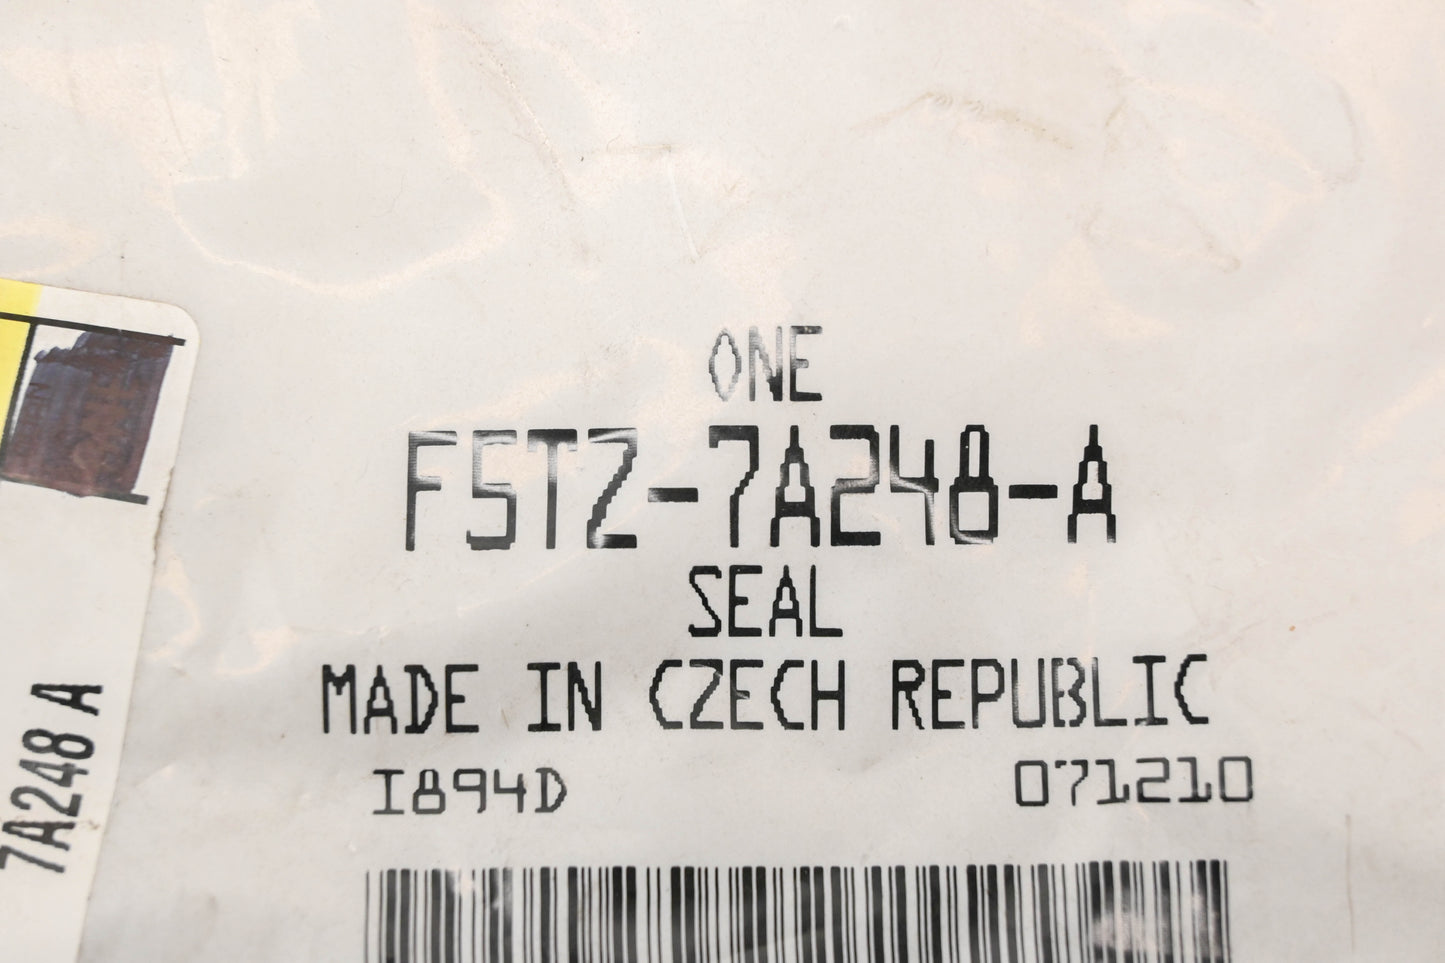 ONE
F5TZ-7A248-A
SEAL
MADE IN CZECH REPUBLIC
I894D 071210
7A248 A